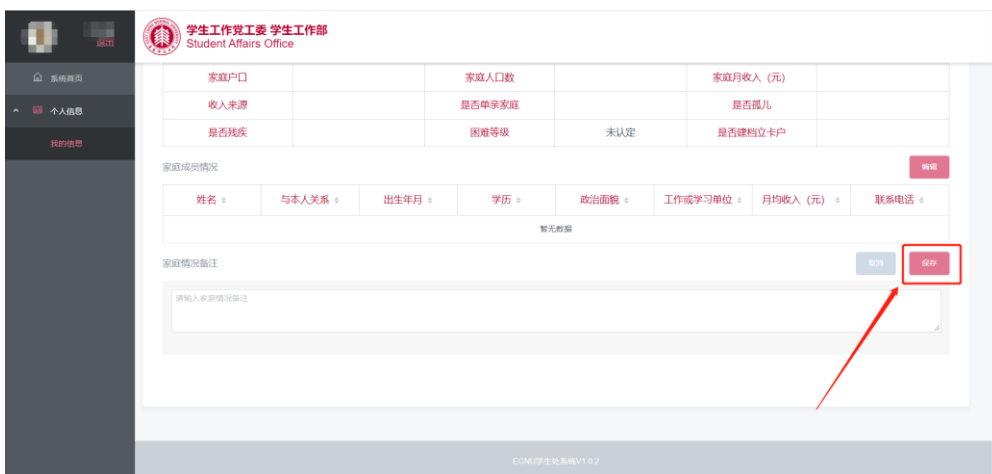 退出
学生工作党工委 学生工作部
Student Affairs Office
系统首页
个人信息
我的信息
家庭户口 家庭人口数 家庭月收入 (元)
收入来源 是否单亲家庭 是否孤儿
是否残疾 困难等级 未认定 是否建档立卡户
家庭成员情况 编辑
姓名 与本人关系 出生年月 学历 政治面貌 工作或学习单位 月均收入 (元) 联系电话
暂无数据
家庭情况备注 取消 保存
请输入家庭情况备注
ECNU学生处系统V1.0.2